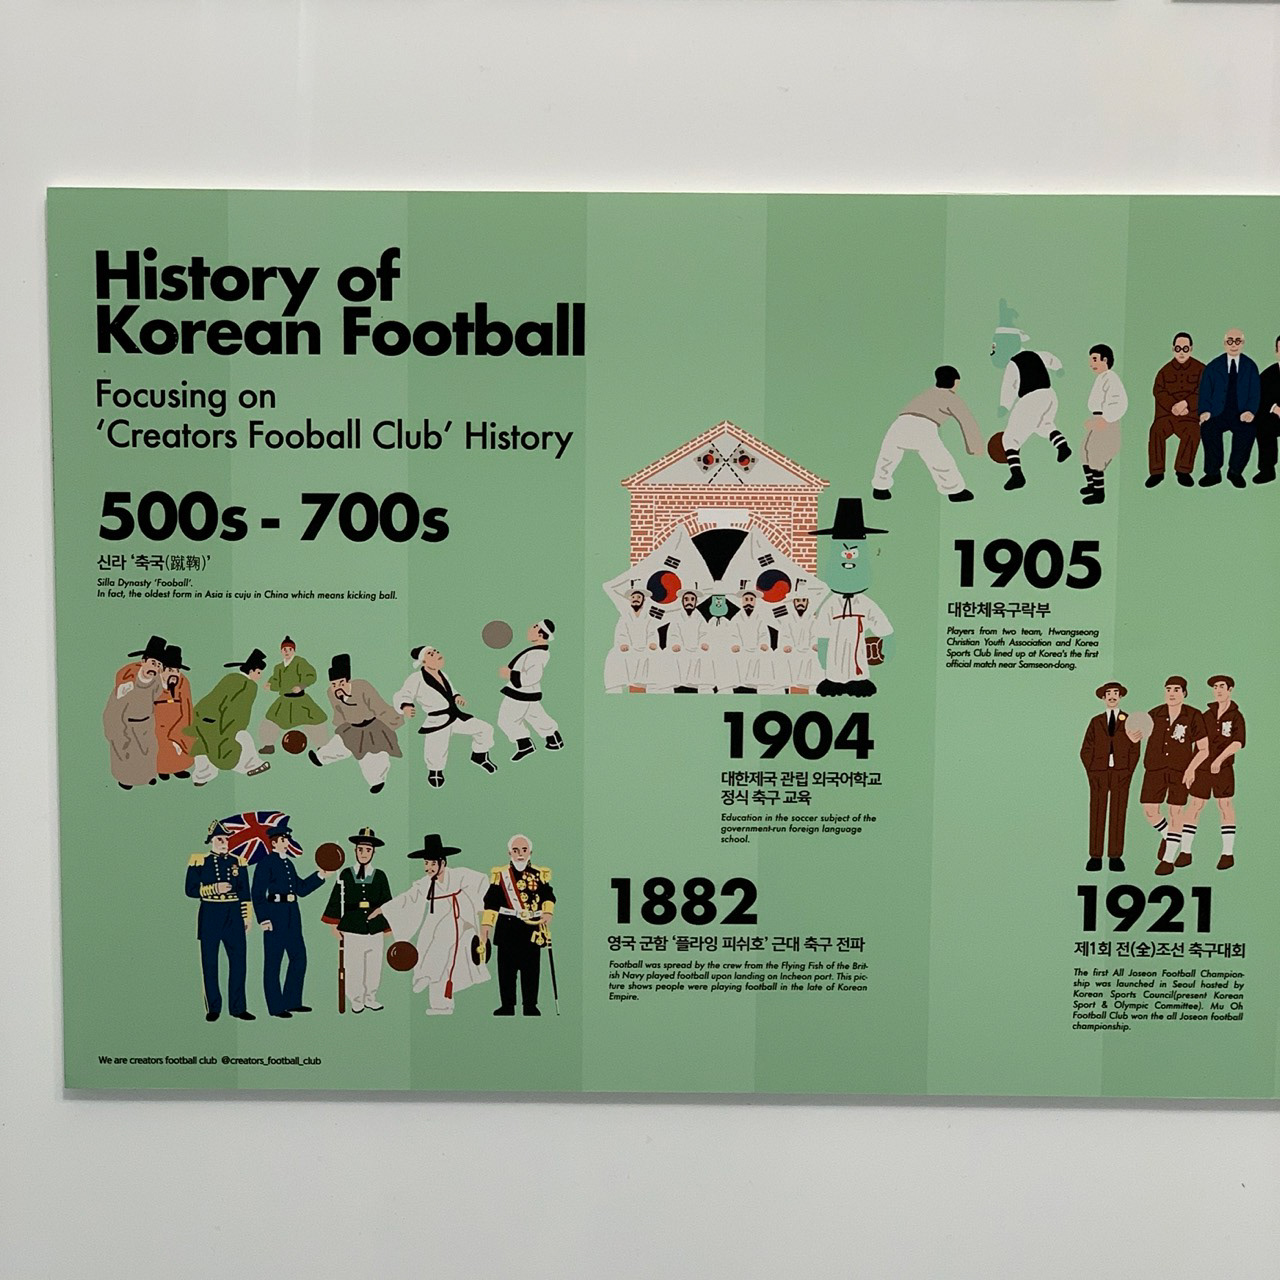 History of
Korean Football
Focusing on
‘Creators Fooball Club’ History
500s - 700s
신라 ‘축국(蹴鞠)’
Silla Dynasty ‘Fooball’.
In fact, the oldest form in Asia is cuju in China which means kicking ball.
1882
영국 군함 ‘플라잉 피쉬호’ 근대 축구 전파
Football was spread by the crew from the Flying Fish of the Brit-
ish Navy played football upon landing on Incheon port. This pic-
ture shows people were playing football in the late of Korean
Empire.
1904
대한제국 관립 외국어학교
정식 축구 교육
Education in the soccer subject of the
government-run foreign language
school.
1905
대한체육구락부
Players from two team, Hwangseong
Christian Youth Association and Korea
Sports Club lined up at Korea's the first
official match near Samseon-dong.
1921
제1회 전(全)조선 축구대회
The first All Joseon Football Champion-
ship was launched in Seoul hosted by
Korean Sports Council(present Korean
Sport & Olympic Committee). Mu Oh
Football Club won the all Joseon football
championship.
We are creators football club @creators_football_club